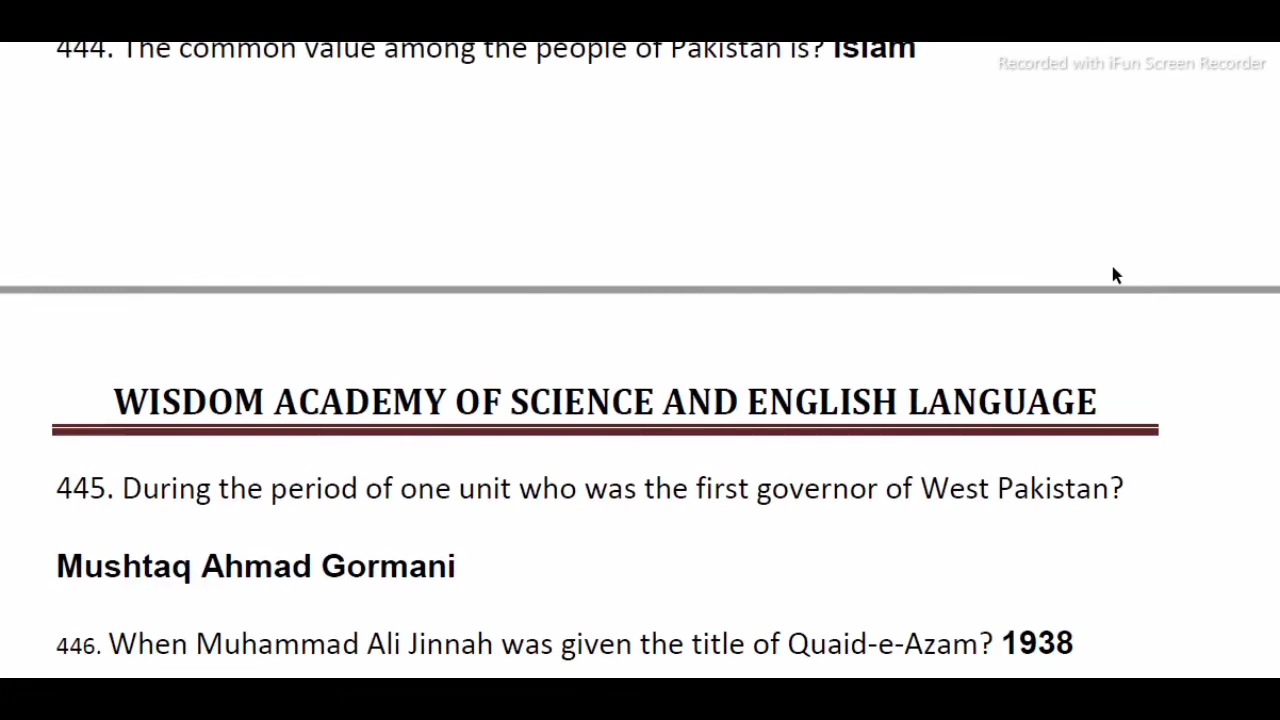 444. The common value among the people of Pakistan is? Islam
Recorded with iFun Screen Recorder
WISDOM ACADEMY OF SCIENCE AND ENGLISH LANGUAGE
445. During the period of one unit who was the first governor of West Pakistan?
Mushtaq Ahmad Gormani
446. When Muhammad Ali Jinnah was given the title of Quaid-e-Azam? 1938